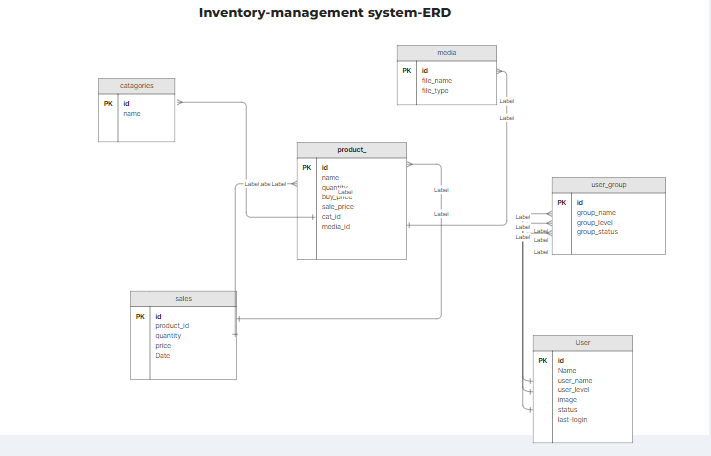 Inventory-management system-ERD
media
PK id
file_name
file_type
catagories
PK id
name
Label
Label
product_
PK id
name
quantity
Label
buy_price
sale_price
cat_id
media_id
Label
Label
Label
Label
user_group
PK id
group_name
group_level
group_status
Label
Label
Label
Label
Label
Label
sales
PK id
product_id
quantity
price
Date
User
PK id
Name
user_name
user_level
image
status
last-login